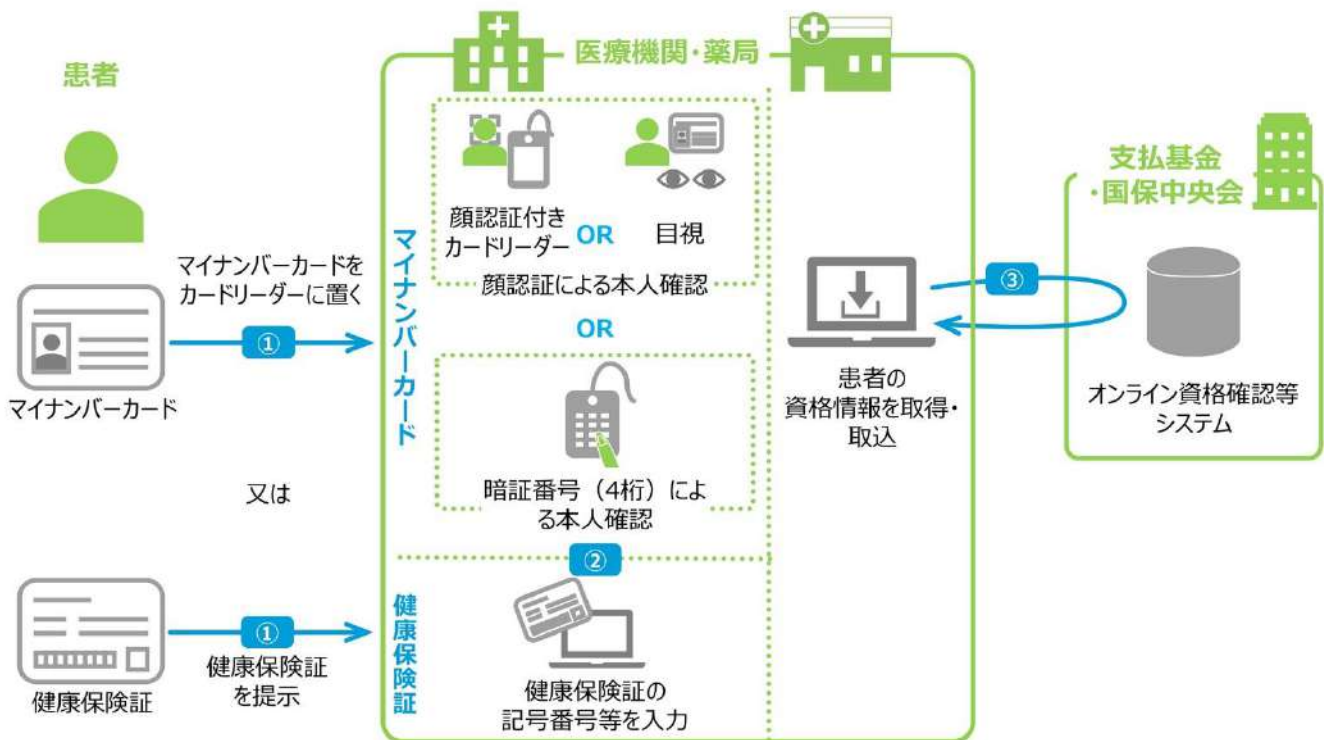 患者
マイナンバーカードを
カードリーダーに置く
①
マイナンバーカード
又は
①
健康保険証
を提示
健康保険証
医療機関・薬局
マイナンバーカード
顔認証付き
カードリーダー
OR
目視
顔認証による本人確認
OR
暗証番号（4桁）によ
る本人確認
②
健康保険証
健康保険証の
記号番号等を入力
患者の
資格情報を取得・
取込
③
支払基金
・国保中央会
オンライン資格確認等
システム